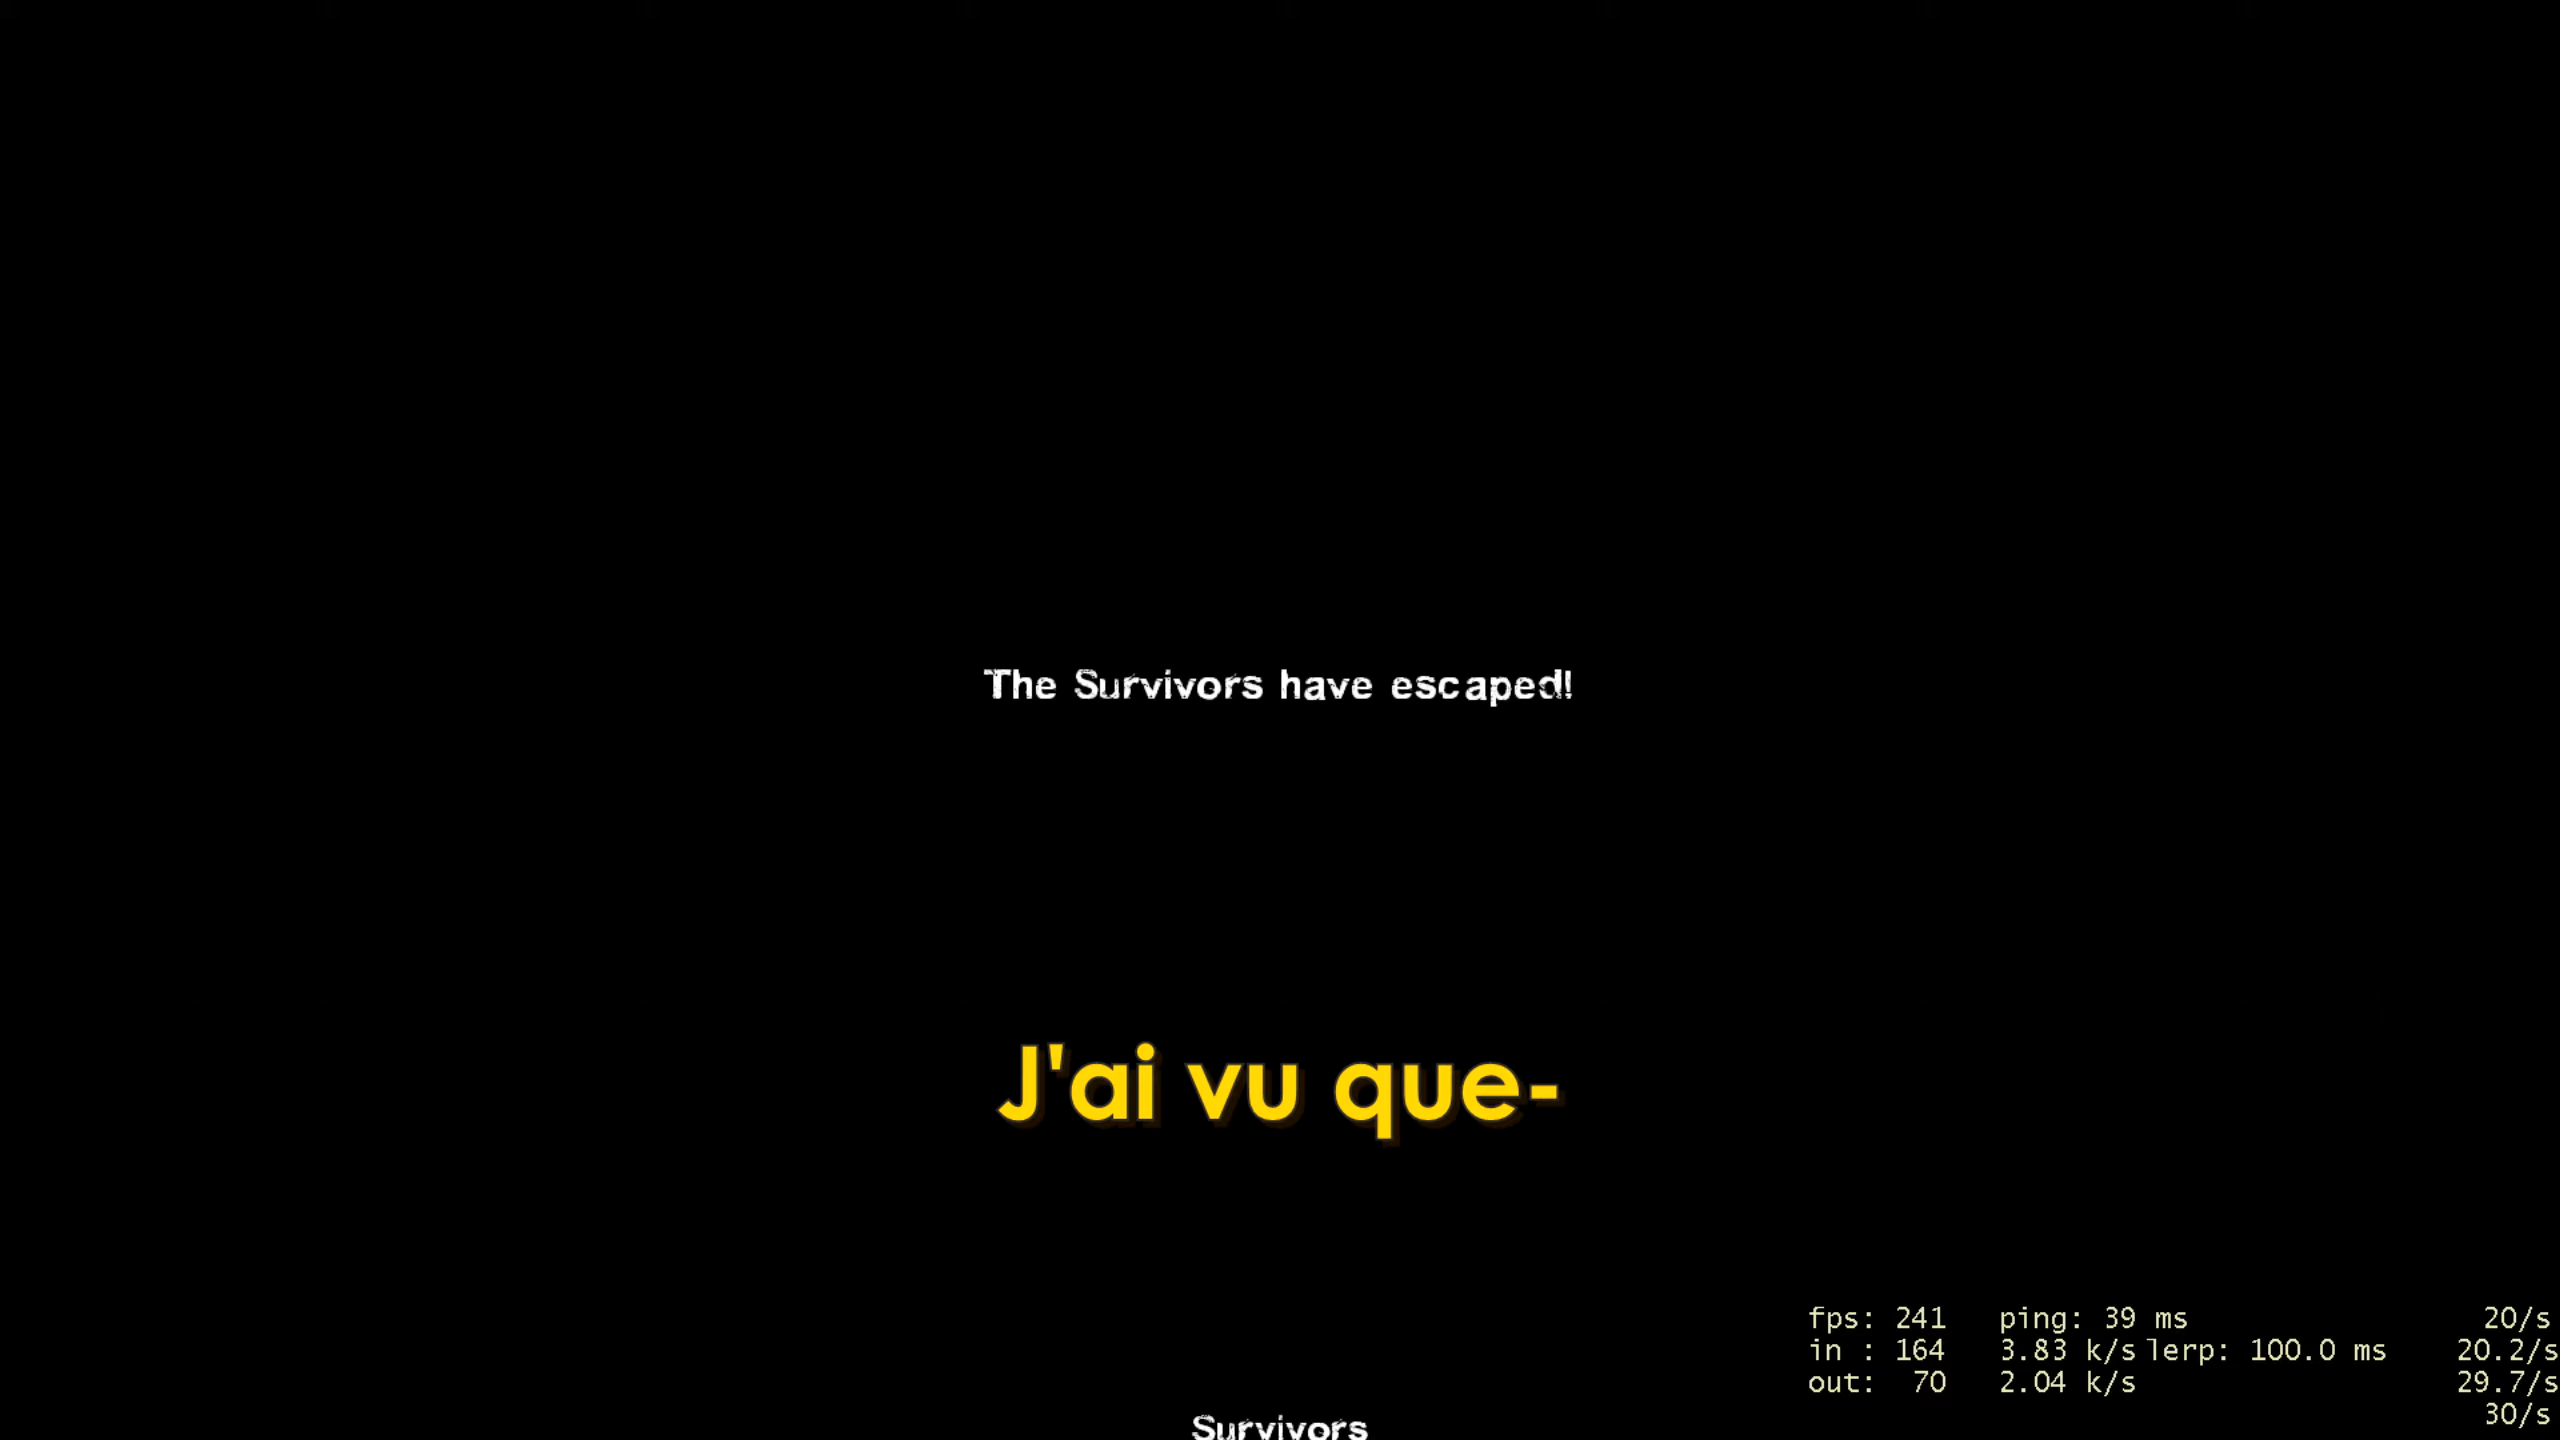 The Survivors have escaped!
J'ai vu que-
fps: 241 ping: 39 ms 20/s
in : 164 3.83 k/s lerp: 100.0 ms 20.2/s
out: 70 2.04 k/s 29.7/s
30/s
Survivors